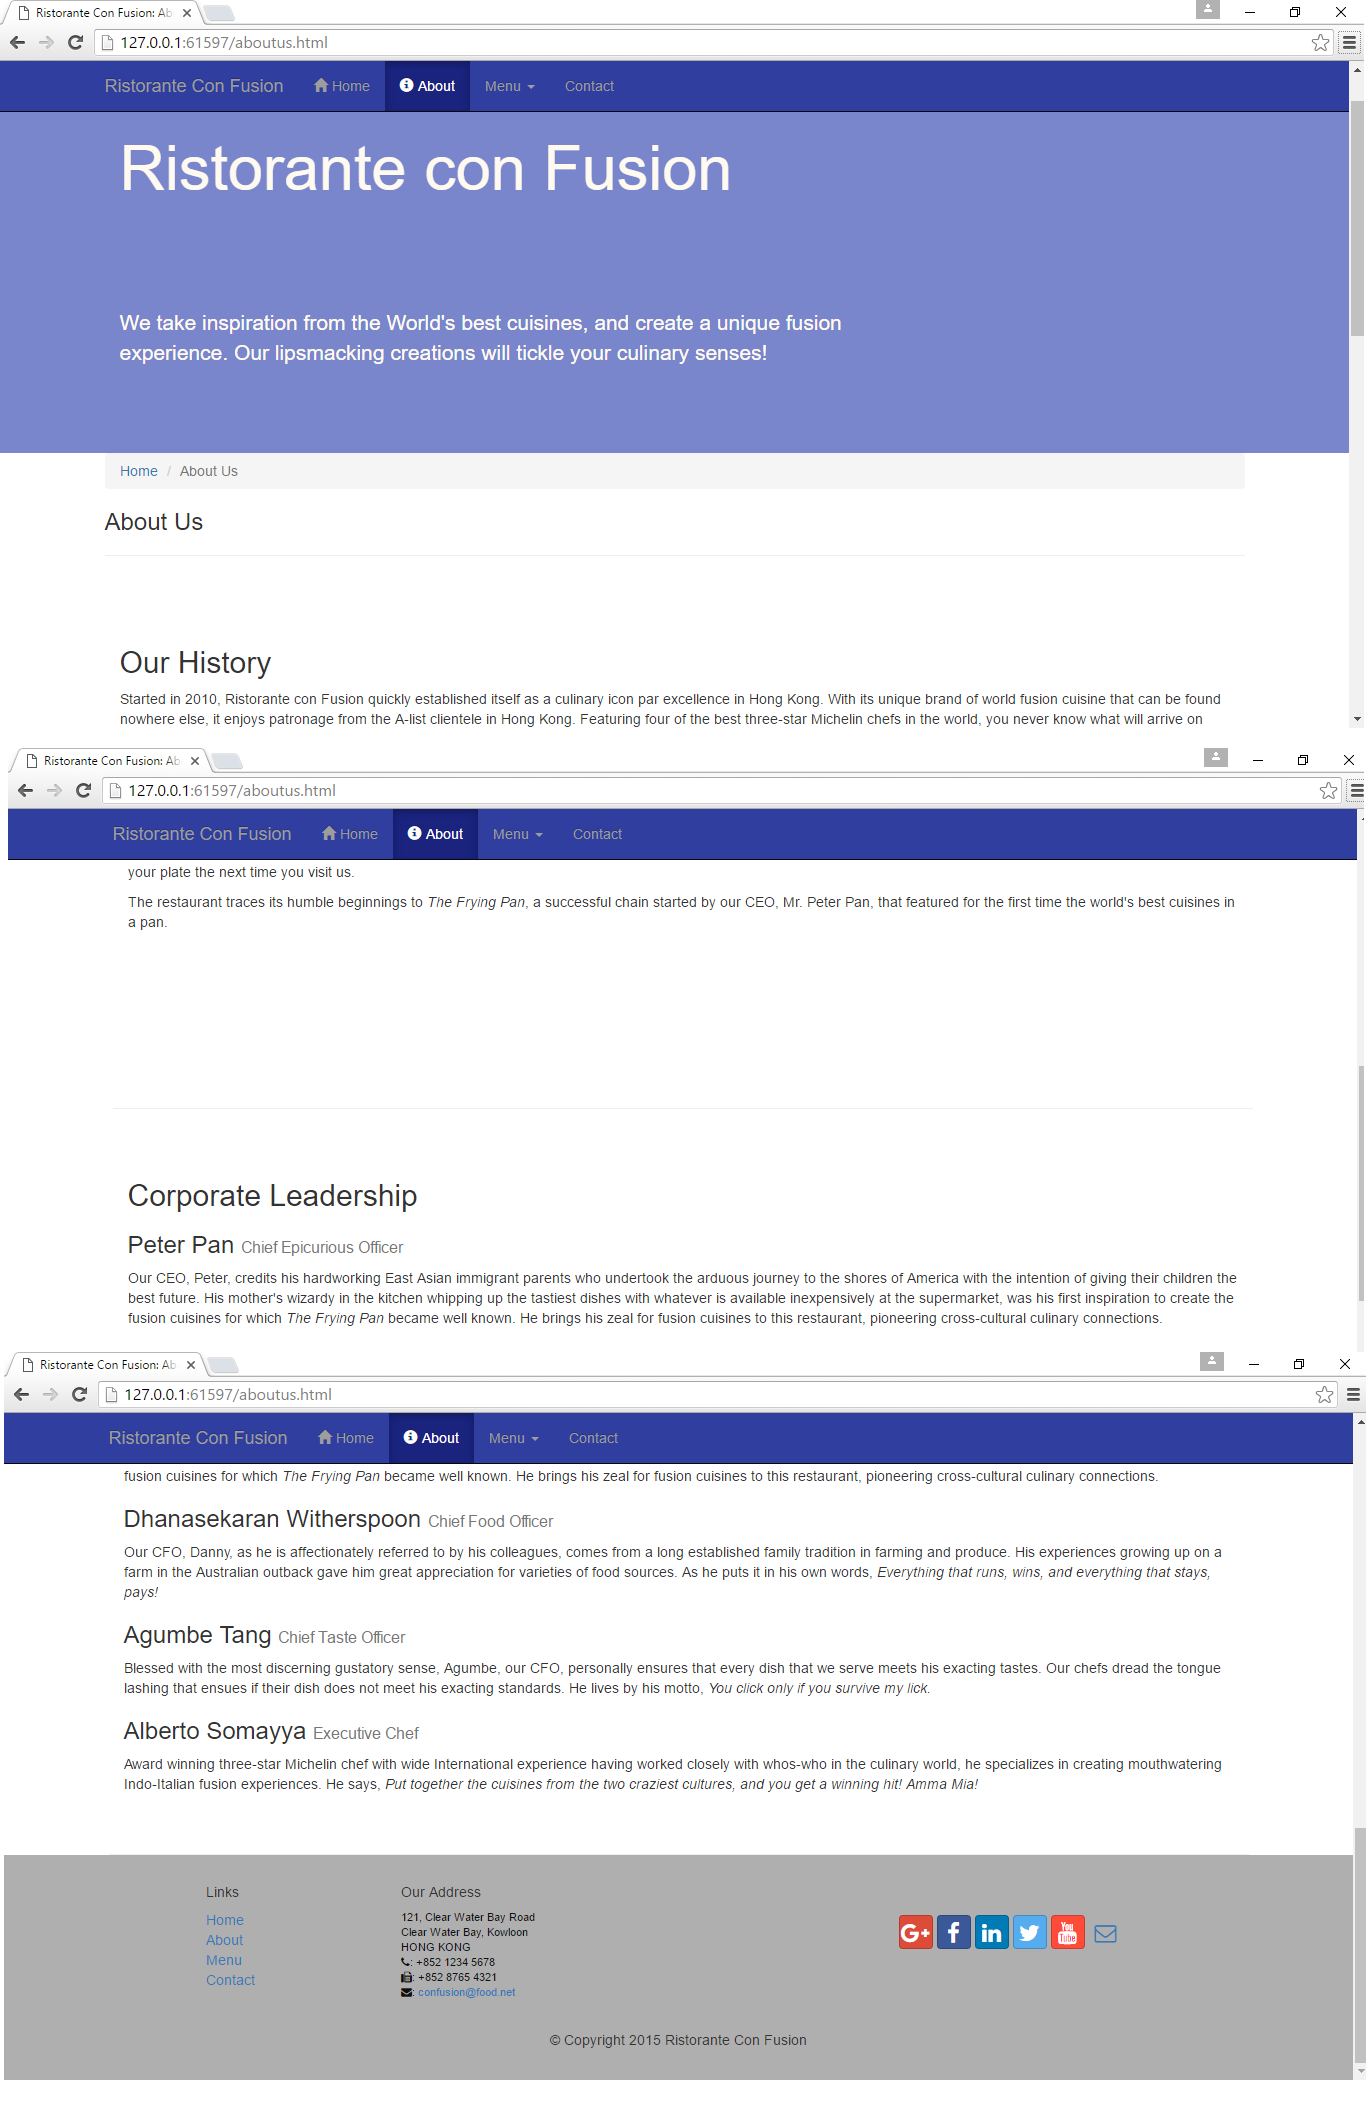 Ristorante Con Fusion: Ab
127.0.0.1:61597/aboutus.html
Ristorante Con Fusion Home About Menu Contact
Ristorante con Fusion
We take inspiration from the World's best cuisines, and create a unique fusion
experience. Our lipsmacking creations will tickle your culinary senses!
Home / About Us
About Us
Our History
Started in 2010, Ristorante con Fusion quickly established itself as a culinary icon par excellence in Hong Kong. With its unique brand of world fusion cuisine that can be found
nowhere else, it enjoys patronage from the A-list clientele in Hong Kong. Featuring four of the best three-star Michelin chefs in the world, you never know what will arrive on
Ristorante Con Fusion: Ab
127.0.0.1:61597/aboutus.html
Ristorante Con Fusion Home About Menu Contact
your plate the next time you visit us.
The restaurant traces its humble beginnings to The Frying Pan, a successful chain started by our CEO, Mr. Peter Pan, that featured for the first time the world's best cuisines in
a pan.
Corporate Leadership
Peter Pan Chief Epicurious Officer
Our CEO, Peter, credits his hardworking East Asian immigrant parents who undertook the arduous journey to the shores of America with the intention of giving their children the
best future. His mother's wizardy in the kitchen whipping up the tastiest dishes with whatever is available inexpensively at the supermarket, was his first inspiration to create the
fusion cuisines for which The Frying Pan became well known. He brings his zeal for fusion cuisines to this restaurant, pioneering cross-cultural culinary connections.
Ristorante Con Fusion: Ab
127.0.0.1:61597/aboutus.html
Ristorante Con Fusion Home About Menu Contact
fusion cuisines for which The Frying Pan became well known. He brings his zeal for fusion cuisines to this restaurant, pioneering cross-cultural culinary connections.
Dhanasekaran Witherspoon Chief Food Officer
Our CFO, Danny, as he is affectionately referred to by his colleagues, comes from a long established family tradition in farming and produce. His experiences growing up on a
farm in the Australian outback gave him great appreciation for varieties of food sources. As he puts it in his own words, Everything that runs, wins, and everything that stays,
pays!
Agumbe Tang Chief Taste Officer
Blessed with the most discerning gustatory sense, Agumbe, our CFO, personally ensures that every dish that we serve meets his exacting tastes. Our chefs dread the tongue
lashing that ensues if their dish does not meet his exacting standards. He lives by his motto, You click only if you survive my lick.
Alberto Somayya Executive Chef
Award winning three-star Michelin chef with wide International experience having worked closely with whos-who in the culinary world, he specializes in creating mouthwatering
Indo-Italian fusion experiences. He says, Put together the cuisines from the two craziest cultures, and you get a winning hit! Amma Mia!
Links
Home
About
Menu
Contact
Our Address
121, Clear Water Bay Road
Clear Water Bay, Kowloon
HONG KONG
: +852 1234 5678
: +852 8765 4321
: confusion@food.net
G+ f in You Tube
© Copyright 2015 Ristorante Con Fusion